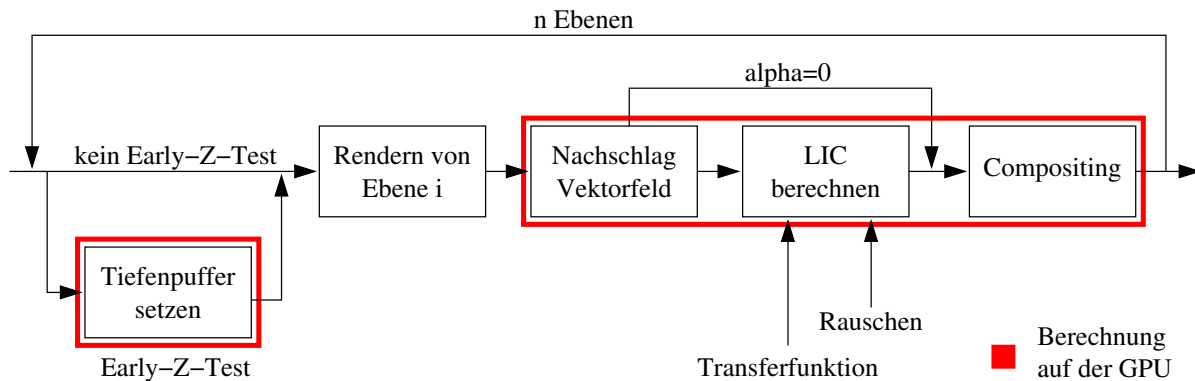 n Ebenen
alpha=0
kein Early−Z−Test
Rendern von
Ebene i
Nachschlag
Vektorfeld
LIC
berechnen
Compositing
Tiefenpuffer
setzen
Early−Z−Test
Rauschen
Transferfunktion
Berechnung
auf der GPU